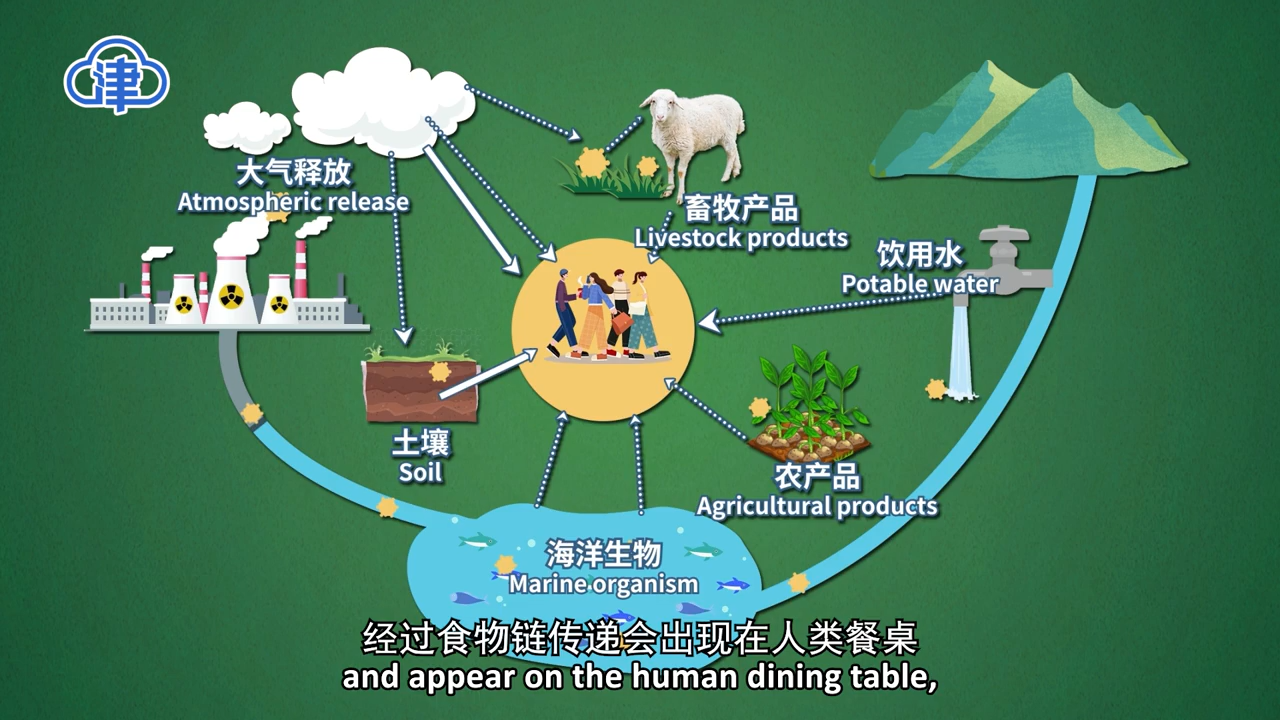 津
大气释放
Atmospheric release
畜牧产品
Livestock products
饮用水
Potable water
土壤
Soil
农产品
Agricultural products
海洋生物
Marine organism
经过食物链传递会出现在人类餐桌
and appear on the human dining table,